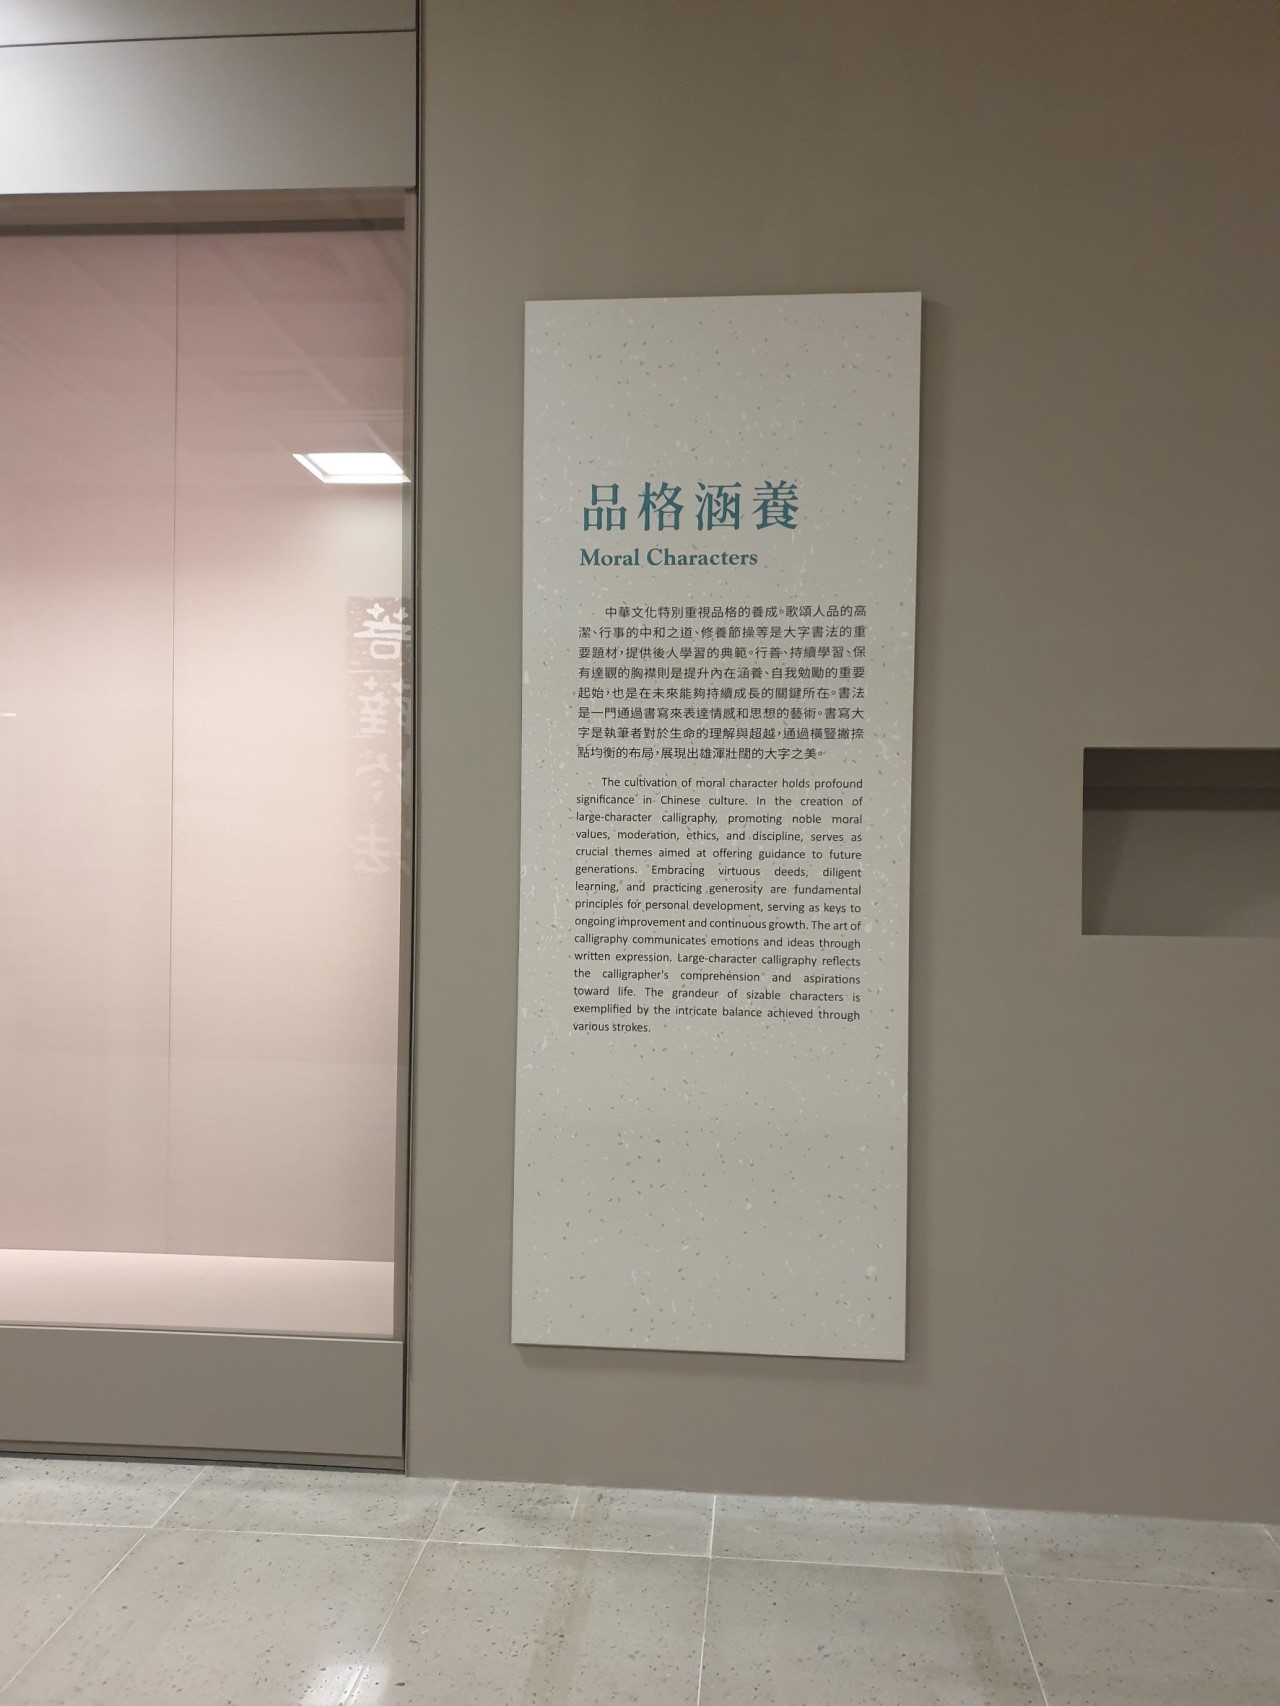 品格涵養
Moral Characters
中華文化特別重視品格的養成。歌頌人品的高
潔、行事的中和之道、修養節操等是大字書法的重
要題材，提供後人學習的典範。行善、持續學習、保
有達觀的胸襟則是提升內在涵養、自我勉勵的重要
起始，也是在未來能夠持續成長的關鍵所在。書法
是一門通過書寫來表達情感和思想的藝術。書寫大
字是執筆者對於生命的理解與超越，通過橫豎撇捺
點均衡的布局，展現出雄渾壯闊的大字之美。
The cultivation of moral character holds profound
significance in Chinese culture. In the creation of
large-character calligraphy, promoting noble moral
values, moderation, ethics, and discipline, serves as
crucial themes aimed at offering guidance to future
generations. Embracing virtuous deeds, diligent
learning, and practicing generosity are fundamental
principles for personal development, serving as keys to
ongoing improvement and continuous growth. The art of
calligraphy communicates emotions and ideas through
written expression. Large-character calligraphy reflects
the calligrapher's comprehension and aspirations
toward life. The grandeur of sizable characters is
exemplified by the intricate balance achieved through
various strokes.